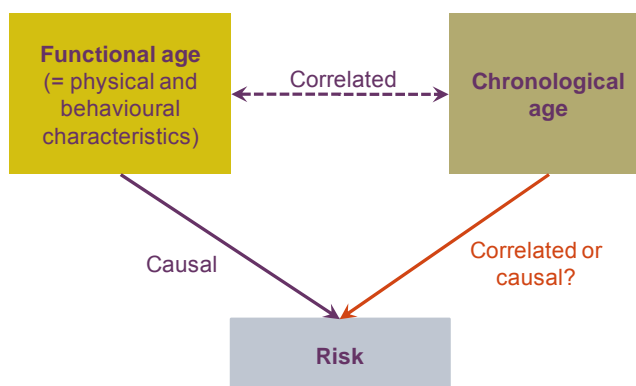 Functional age
(= physical and
behavioural
characteristics)
Correlated
Chronological
age
Causal
Correlated or
causal?
Risk